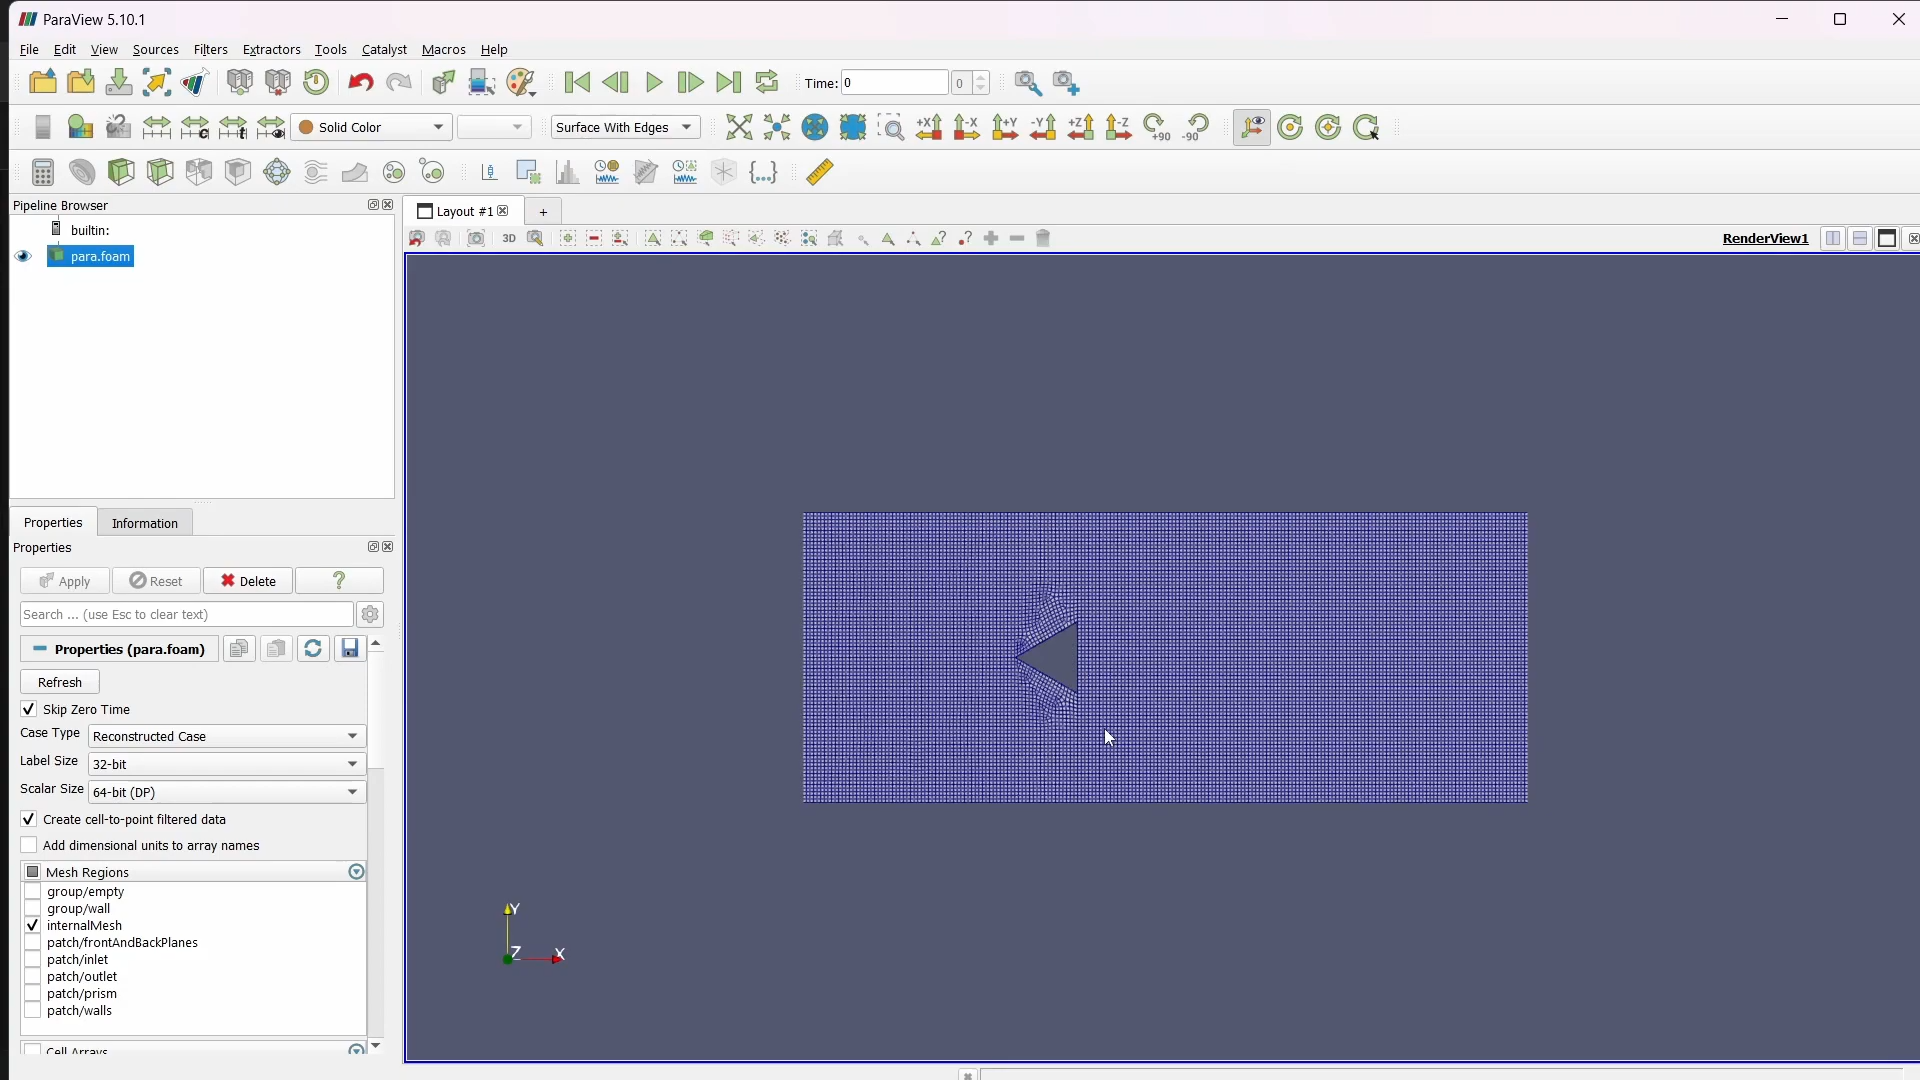 ParaView 5.10.1
File Edit View Sources Filters Extractors Tools Catalyst Macros Help
Time: 0 0
Solid Color Surface With Edges +X -X +Y -Y +Z -Z +90 -90
Pipeline Browser
builtin:
para.foam
Layout #1 +
3D RenderView1
Properties Information
Properties
Apply Reset Delete ?
Search ... (use Esc to clear text)
Properties (para.foam)
Refresh
Skip Zero Time
Case Type Reconstructed Case
Label Size 32-bit
Scalar Size 64-bit (DP)
Create cell-to-point filtered data
Add dimensional units to array names
Mesh Regions
group/empty
group/wall
internalMesh
patch/frontAndBackPlanes
patch/inlet
patch/outlet
patch/prism
patch/walls
Cell Arrays
Y
Z X